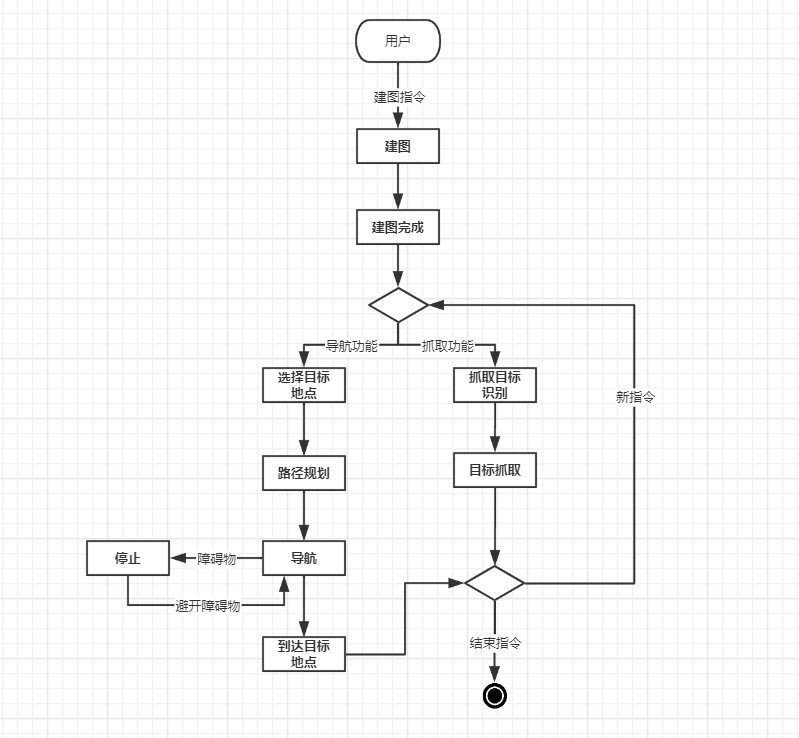 用户
建图指令
建图
建图完成
导航功能
抓取功能
选择目标
地点
抓取目标
识别
新指令
路径规划
目标抓取
停止
障碍物
导航
避开障碍物
到达目标
地点
结束指令